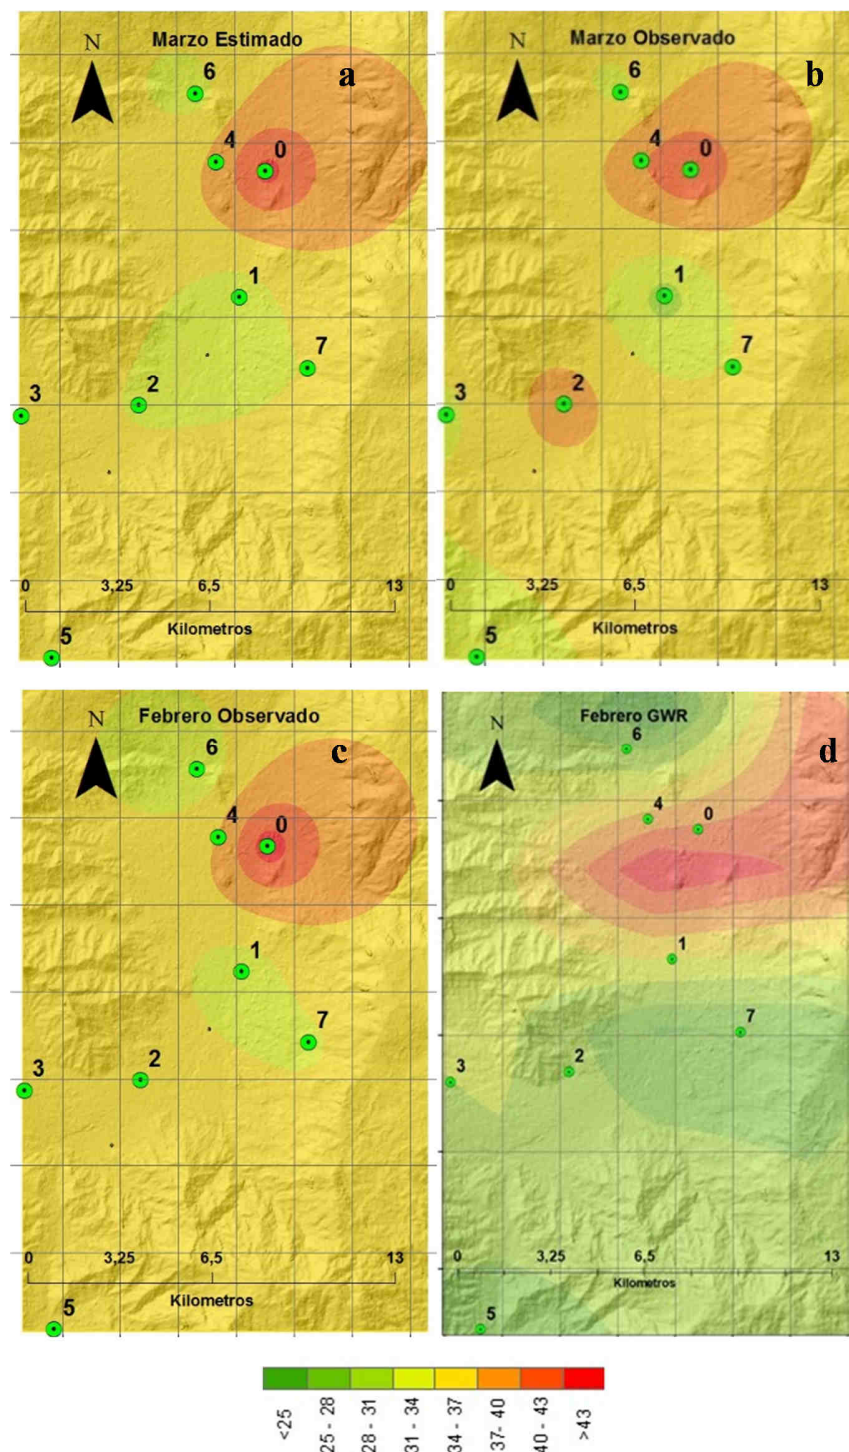 Marzo Estimado
N
a
6
4
0
1
7
2
3
0 3,25 6,5 13
Kilometros
5
Marzo Observado
N
b
6
4
0
1
7
2
3
0 3,25 6,5 13
Kilometros
5
Febrero Observado
N
c
6
4
0
1
7
2
3
0 3,25 6,5 13
Kilometros
5
Febrero GWR
N
d
6
4
0
1
7
2
3
0 3,25 6,5 13
Kilometros
5
<25
25 - 28
28 - 31
31 - 34
34 - 37
37- 40
40 - 43
>43